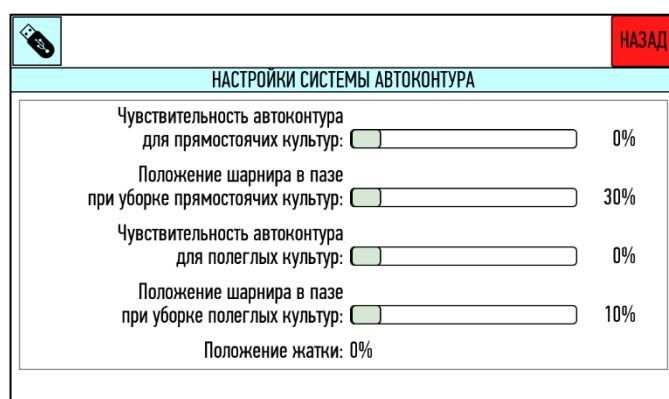 НАЗАД
НАСТРОЙКИ СИСТЕМЫ АВТОКОНТУРА
Чувствительность автоконтура
для прямостоячих культур: 0%
Положение шарнира в пазе
при уборке прямостоячих культур: 30%
Чувствительность автоконтура
для полеглых культур: 0%
Положение шарнира в пазе
при уборке полеглых культур: 10%
Положение жатки: 0%